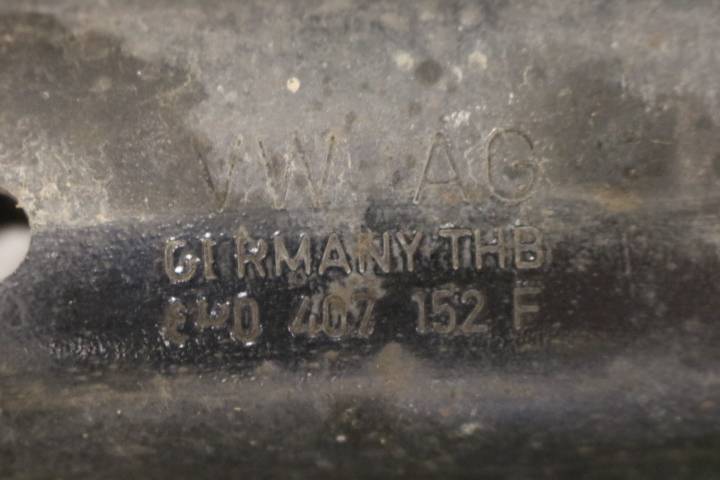 VW AG
GERMANY THB
407 152 F